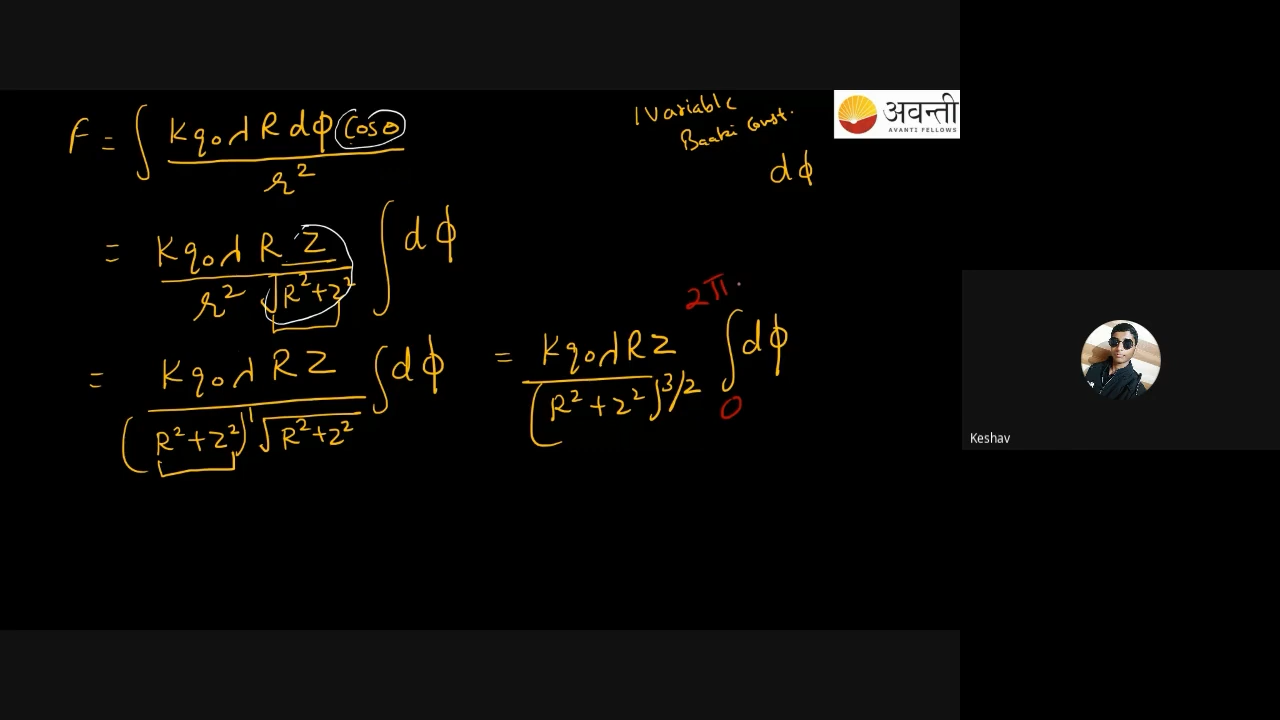 F = ∫ Kq₀λ R dϕ Cosθ / r²
= Kq₀λ R Z / r² √R²+Z² ∫ dϕ
= Kq₀λ R Z / (R²+Z²)¹ √R²+Z² ∫ dϕ
= Kq₀λ R Z / (R²+Z²)^3/2 ∫₀^2π dϕ
1 Variable
Baaki Const.
dϕ
अवन्ती
AVANTI FELLOWS
Keshav